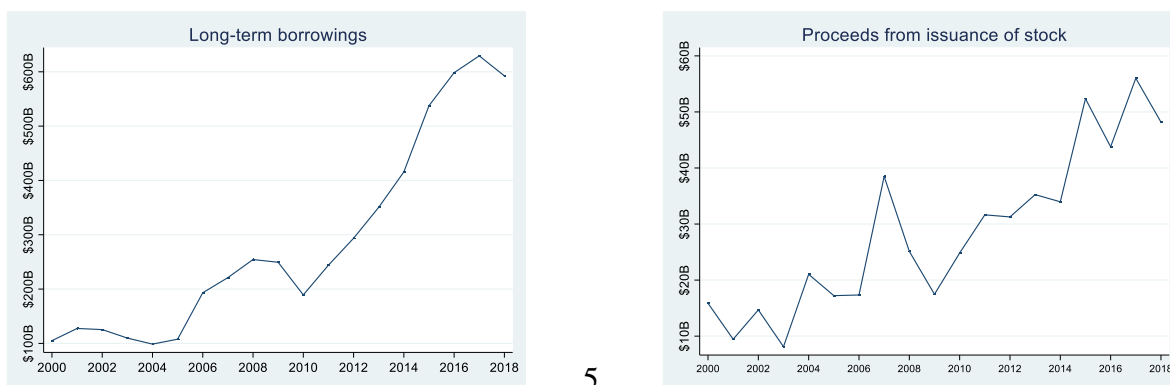 Long-term borrowings
$600B
$500B
$400B
$300B
$200B
$100B
2000 2002 2004 2006 2008 2010 2012 2014 2016 2018
5
Proceeds from issuance of stock
$60B
$50B
$40B
$30B
$20B
$10B
2000 2002 2004 2006 2008 2010 2012 2014 2016 2018